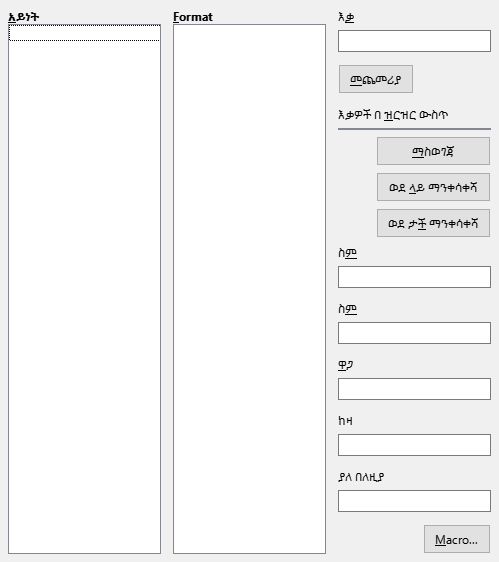 አይነት
Format
እቃ
መጨመሪያ
እቃዎች በ ዝርዝር ውስጥ
ማስወገጃ
ወደ ላይ ማንቀሳቀሻ
ወደ ታች ማንቀሳቀሻ
ስም
ስም
ዋጋ
ከዛ
ያለ በለዚያ
Macro...